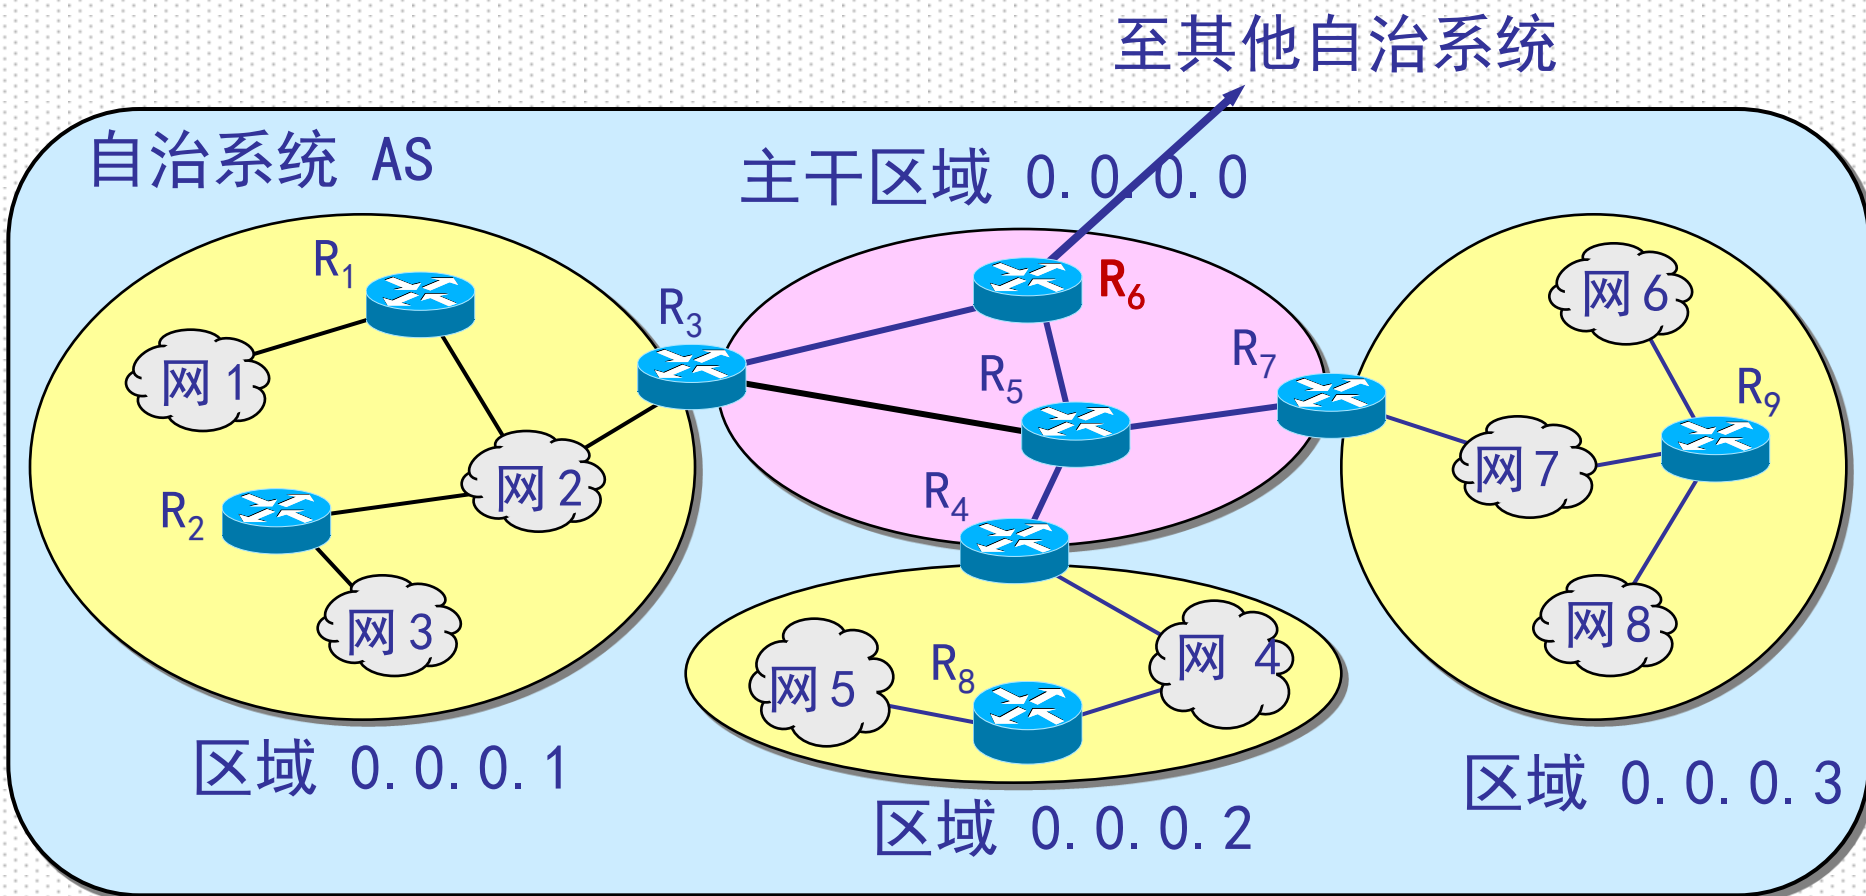 至其他自治系统
自治系统 AS
主干区域 0.0.0.0
R1
R3
R6
网6
网1
R5
R7
R9
R2
网2
R4
网7
网3
网5
R8
网 4
网8
区域 0.0.0.1
区域 0.0.0.2
区域 0.0.0.3